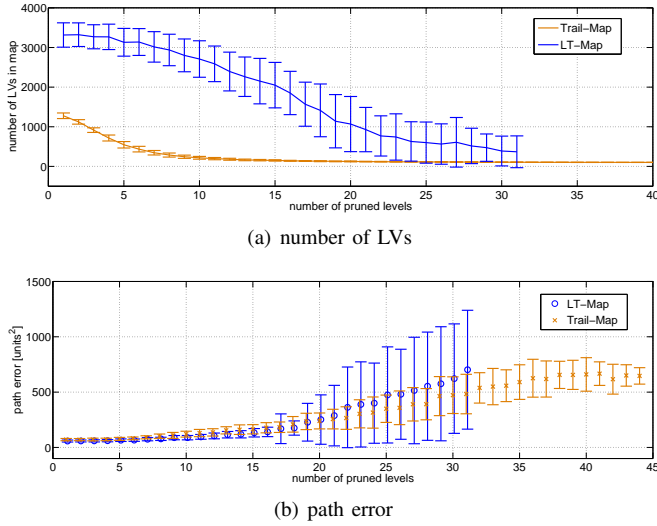 4000
3000
2000
1000
0
number of LVs in map
Trail−Map
LT−Map
0 5 10 15 20 25 30 35 40
number of pruned levels
(a) number of LVs
1500
1000
500
0
path error [units²]
LT−Map
Trail−Map
0 5 10 15 20 25 30 35 40 45
number of pruned levels
(b) path error